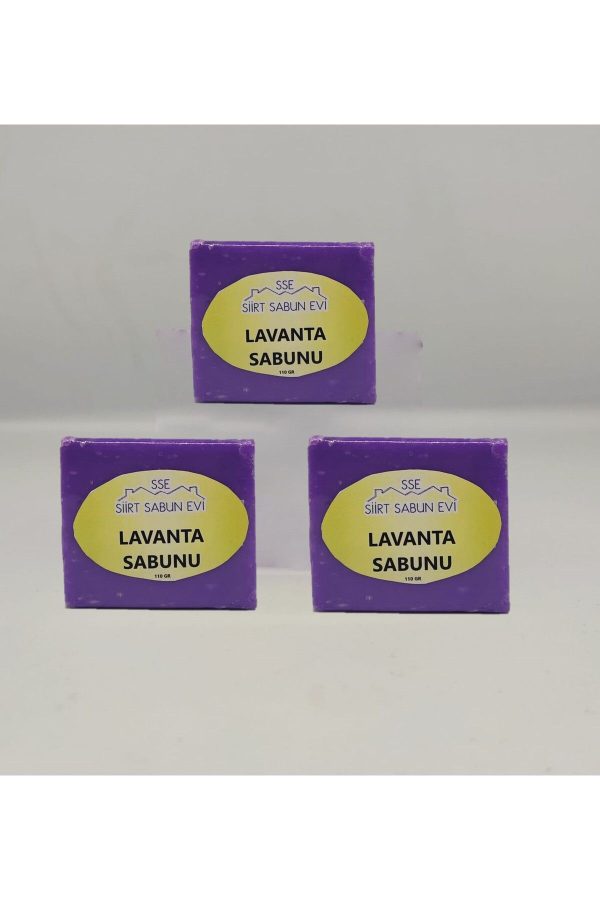 SSE
SİİRT SABUN EVİ
LAVANTA
SABUNU
110 GR
SSE
SİİRT SABUN EVİ
LAVANTA
SABUNU
110 GR
SSE
SİİRT SABUN EVİ
LAVANTA
SABUNU
110 GR